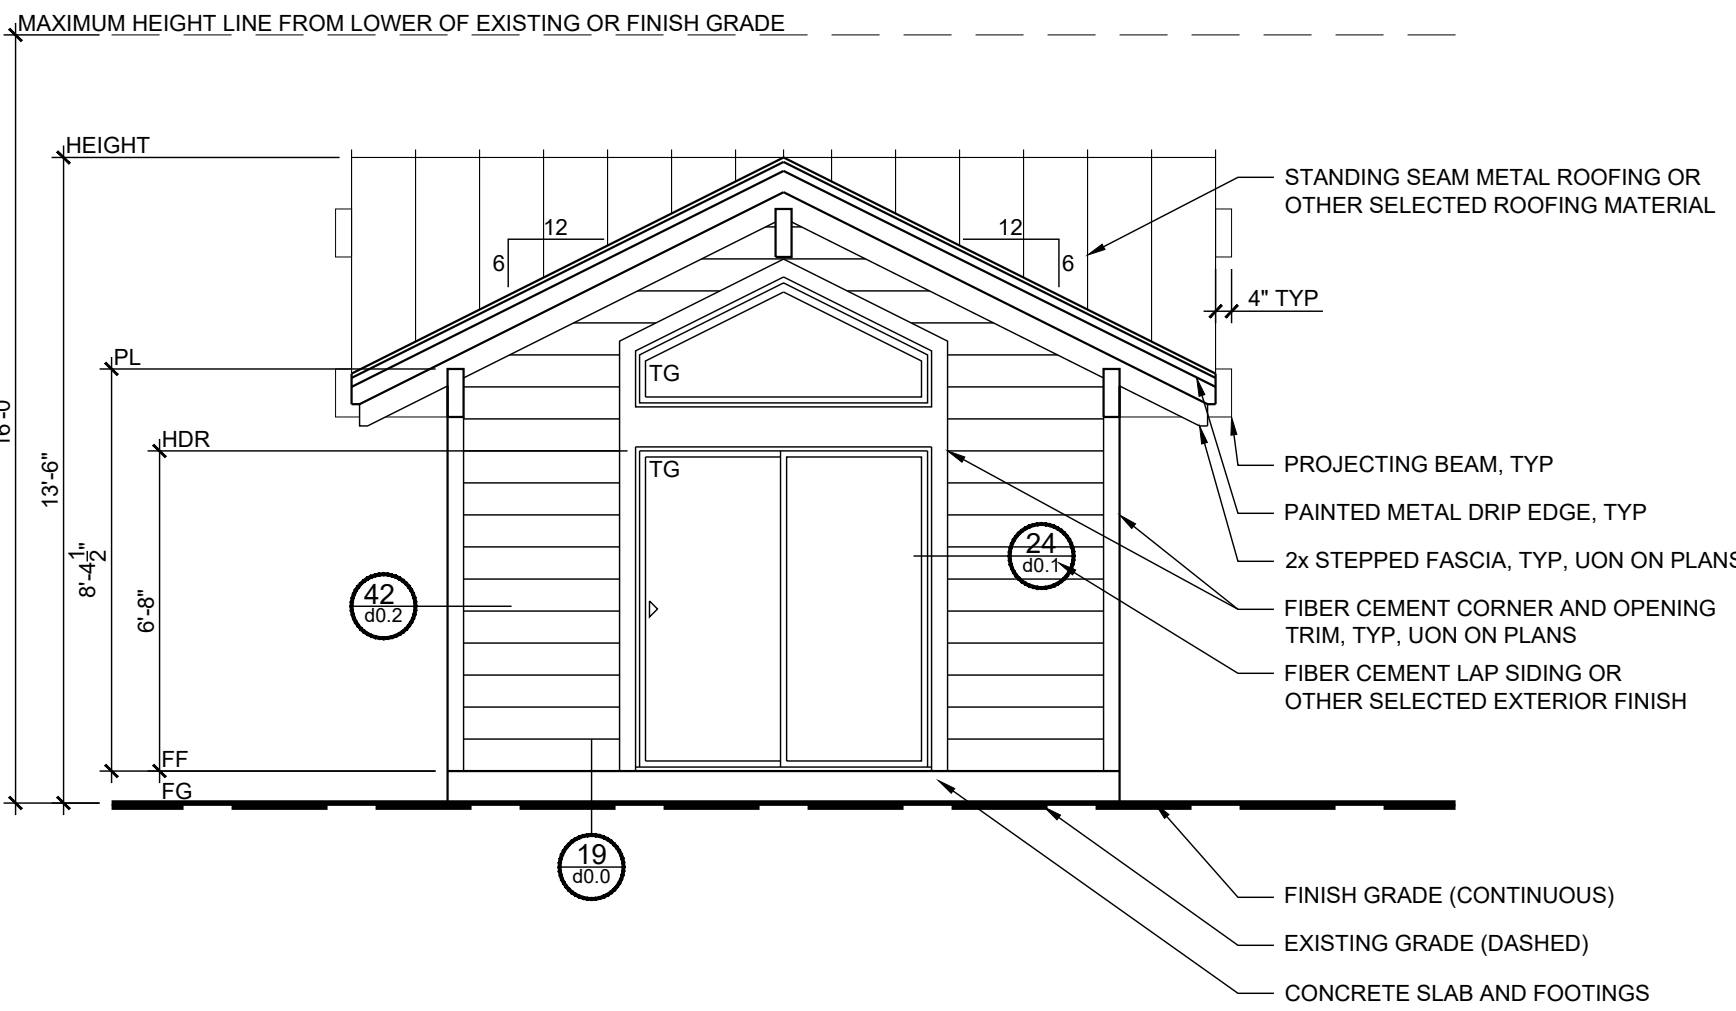 MAXIMUM HEIGHT LINE FROM LOWER OF EXISTING OR FINISH GRADE
HEIGHT
STANDING SEAM METAL ROOFING OR
OTHER SELECTED ROOFING MATERIAL
12
6
12
6
4" TYP
PL
TG
16'-0
13'-6"
8'-4 1/2"
6'-8"
HDR
TG
PROJECTING BEAM, TYP
PAINTED METAL DRIP EDGE, TYP
2x STEPPED FASCIA, TYP, UON ON PLANS
24
d0.1
42
d0.2
FIBER CEMENT CORNER AND OPENING
TRIM, TYP, UON ON PLANS
FIBER CEMENT LAP SIDING OR
OTHER SELECTED EXTERIOR FINISH
FF
FG
19
d0.0
FINISH GRADE (CONTINUOUS)
EXISTING GRADE (DASHED)
CONCRETE SLAB AND FOOTINGS